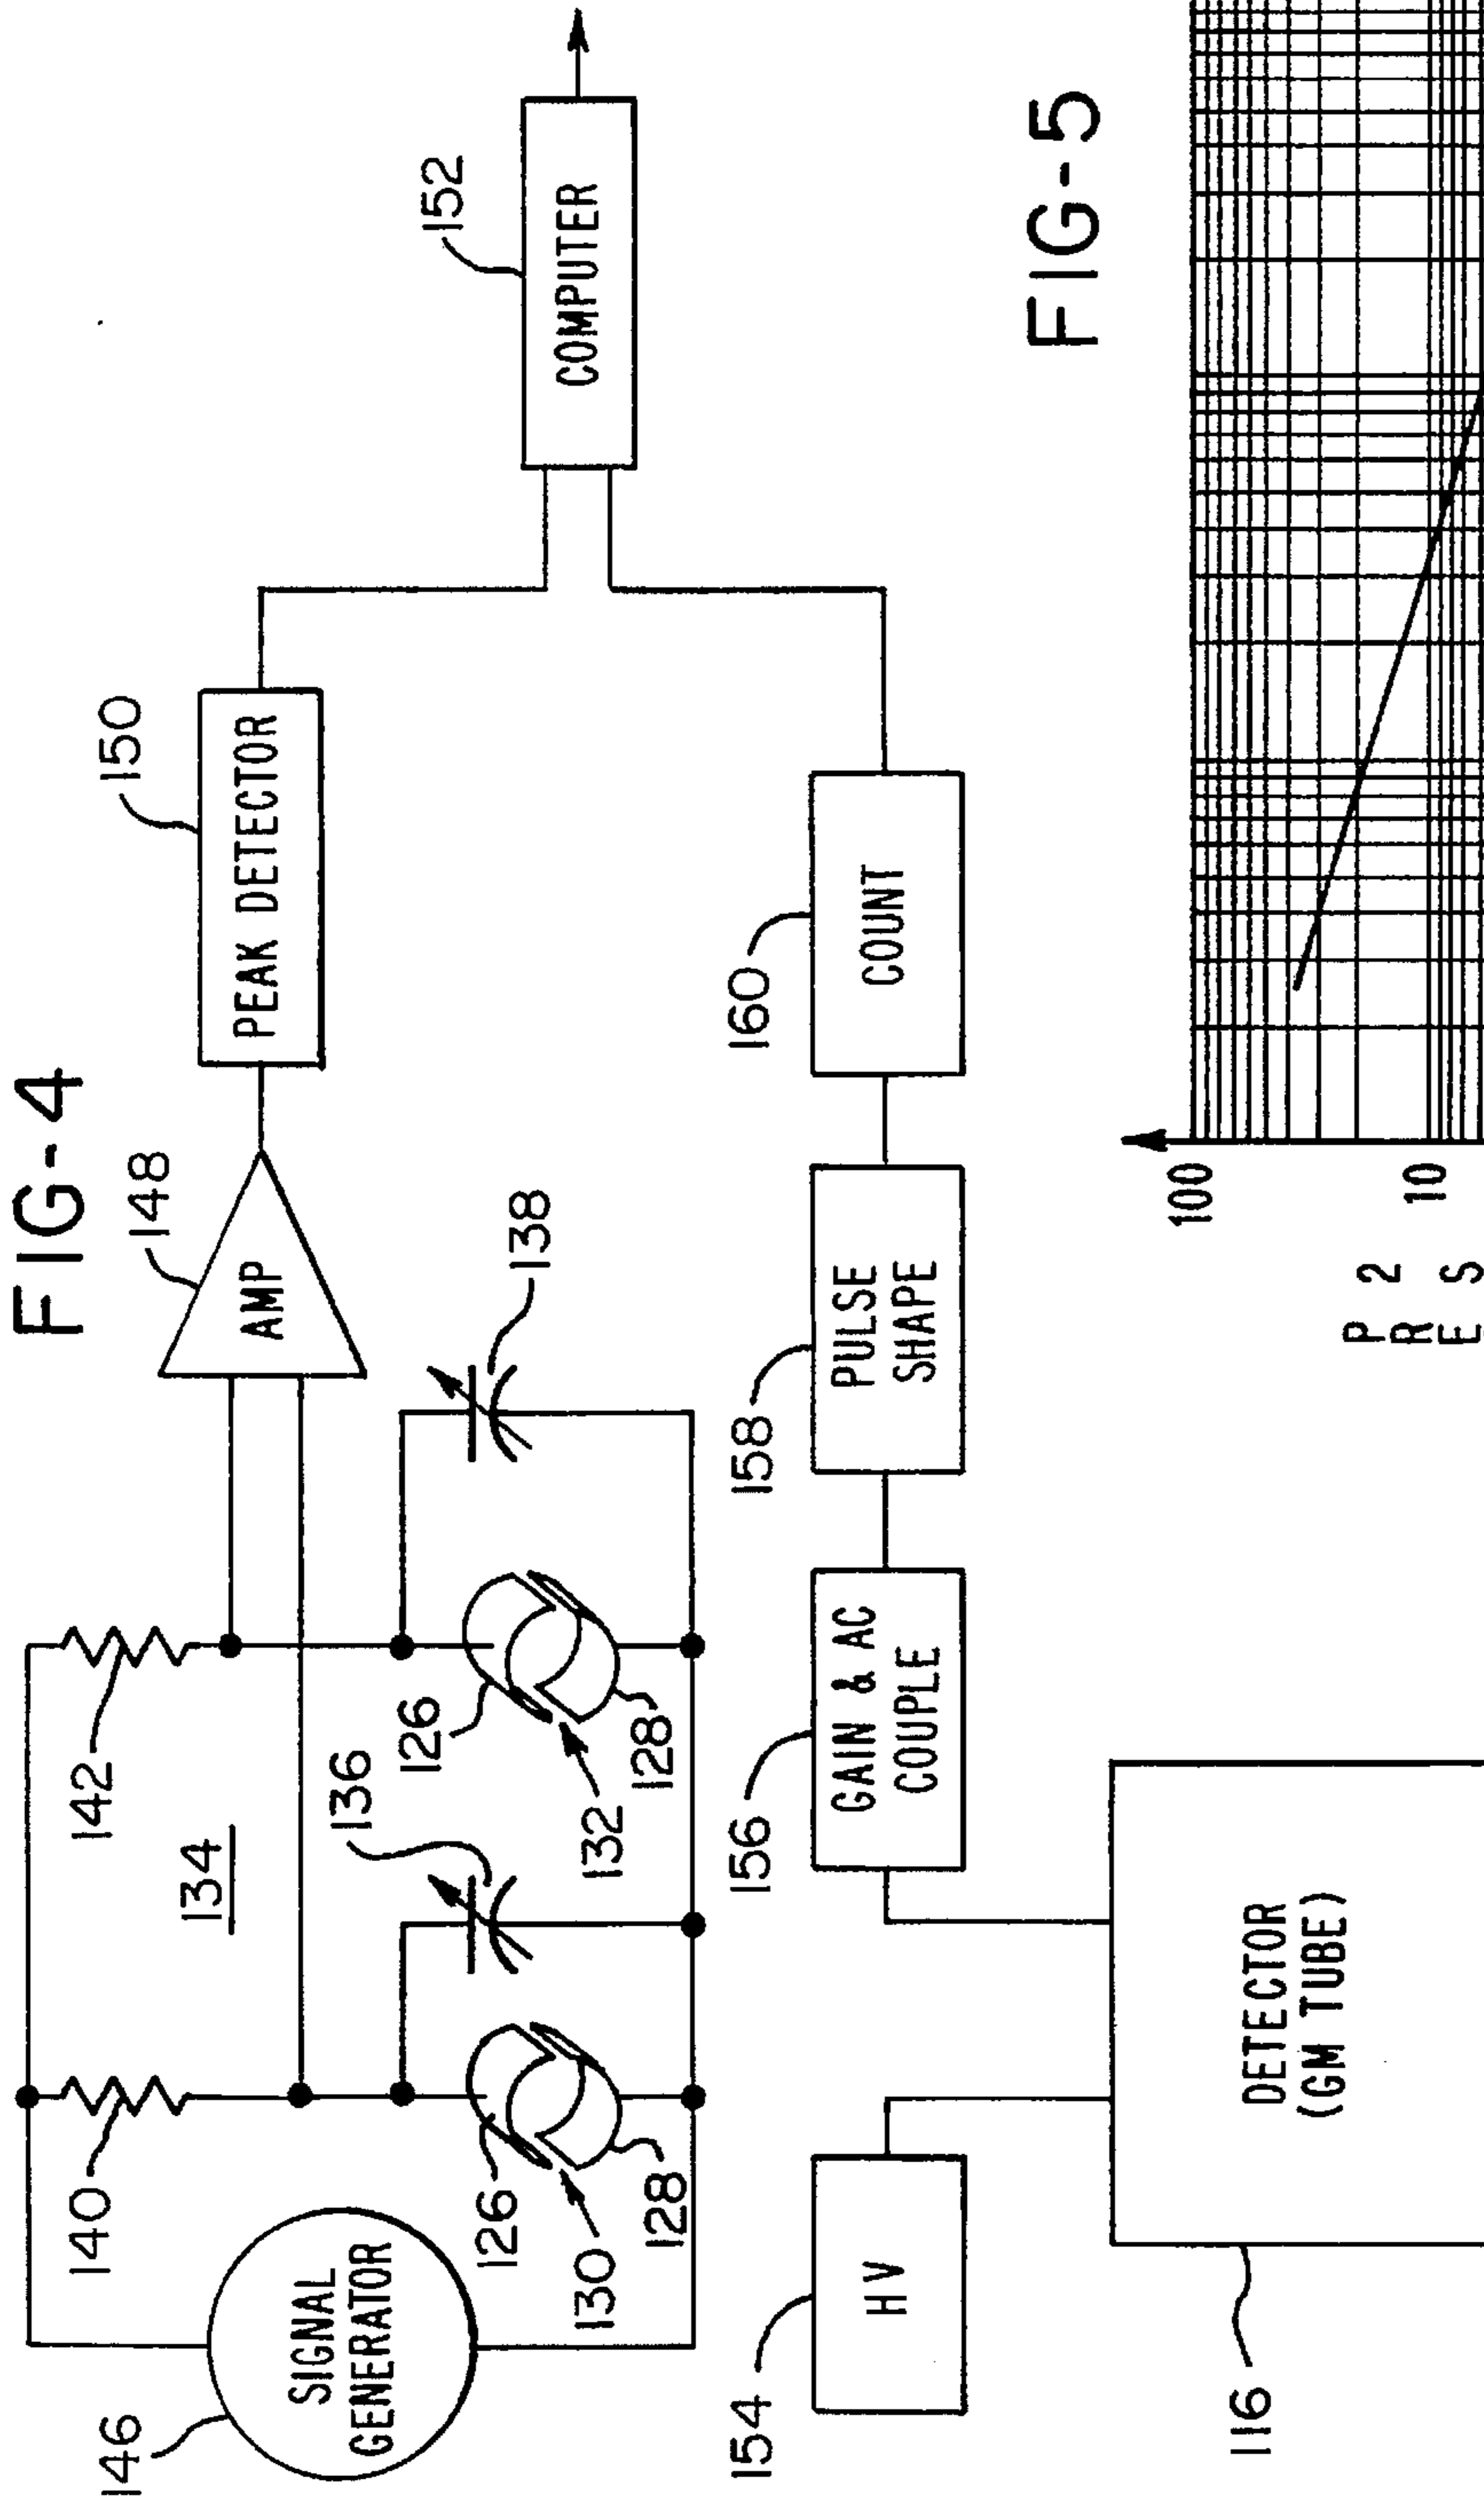 FIG-4
146
SIGNAL
GENERATOR
140
142
134
126
130
128
136
126
132
128
138
148
AMP
150
PEAK DETECTOR
152
COMPUTER
154
HV
116
DETECTOR
(GM TUBE)
156
GAIN & AC
COUPLE
158
PULSE
SHAPE
160
COUNT
FIG-5
100
10
P 2
R
E S